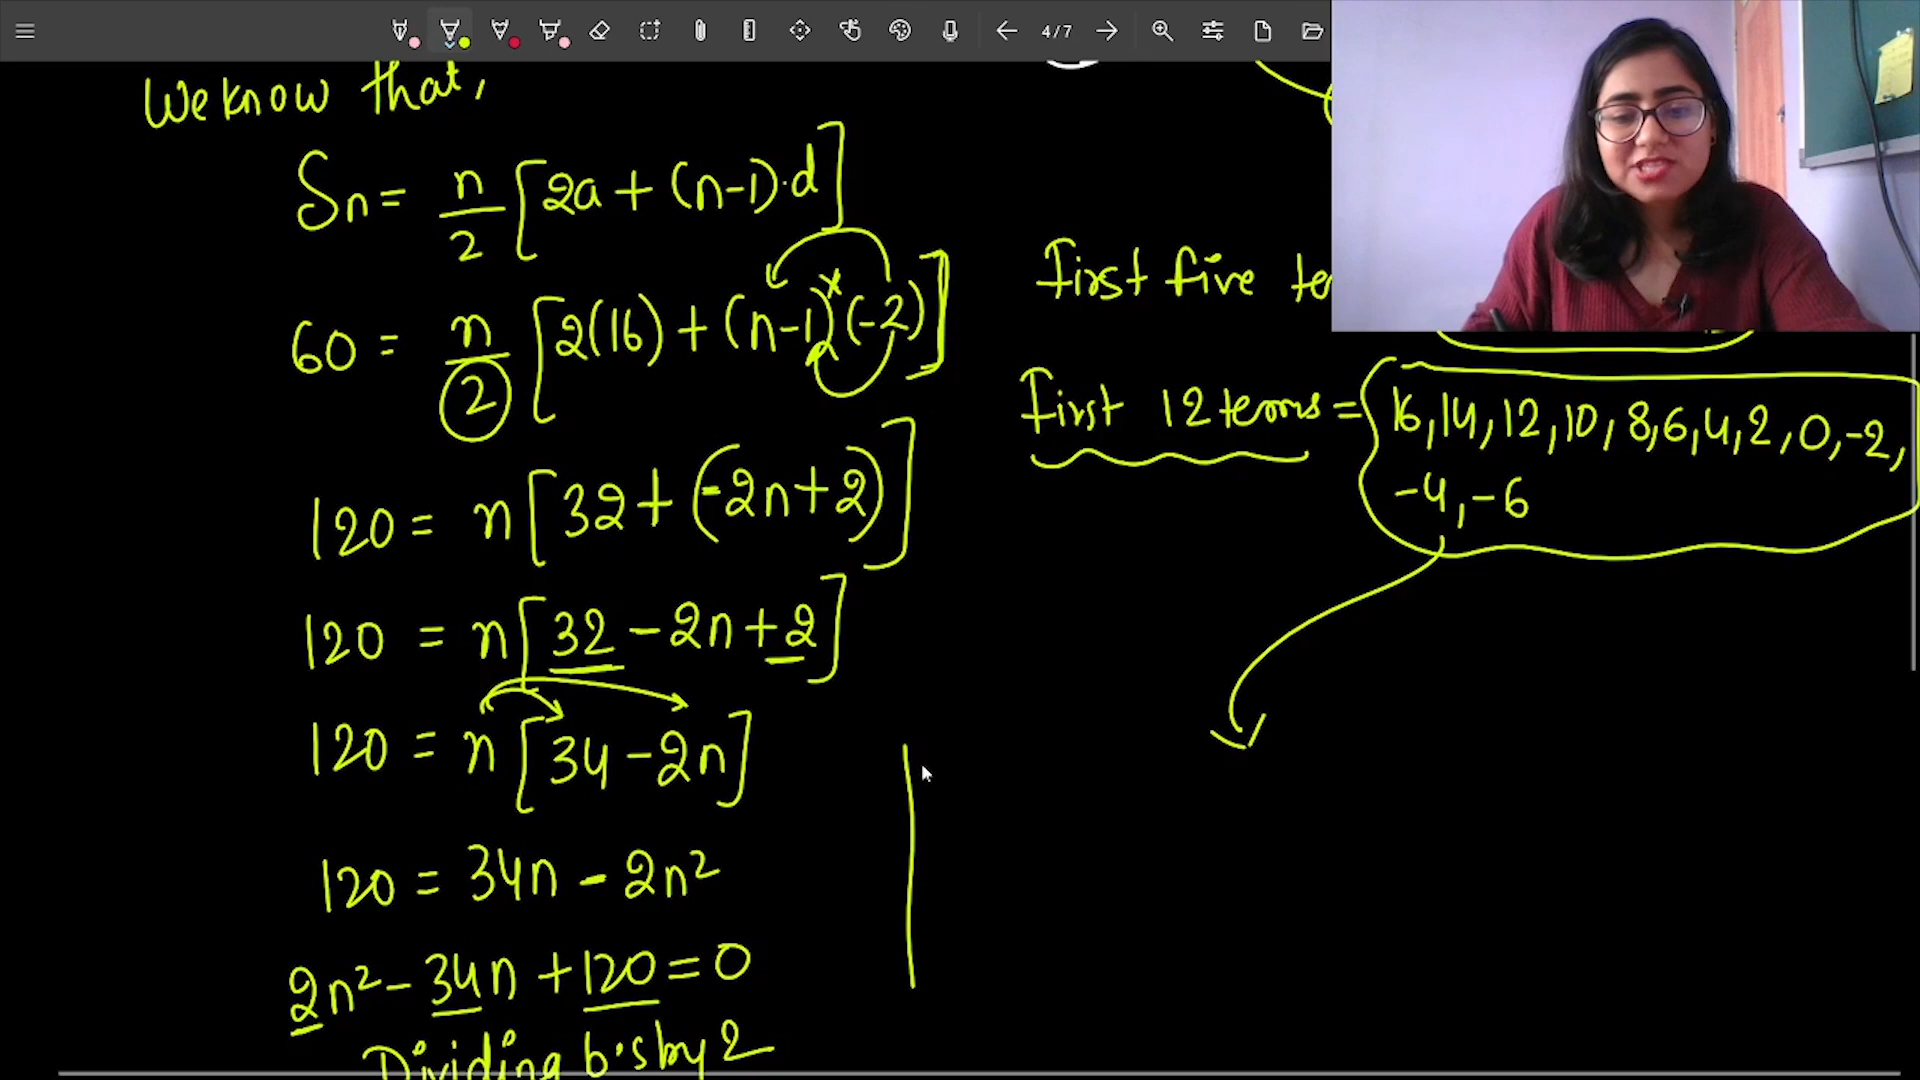 4/7
We know that,
Sn = n/2 [2a + (n-1)·d]
60 = n/2 [2(16) + (n-1)×(-2)]
120 = n[32 + (-2n+2)]
120 = n[32 - 2n + 2]
120 = n[34 - 2n]
120 = 34n - 2n²
2n² - 34n + 120 = 0
Dividing b·s by 2
First five
First 12 terms = 16, 14, 12, 10, 8, 6, 4, 2, 0, -2,
-4, -6